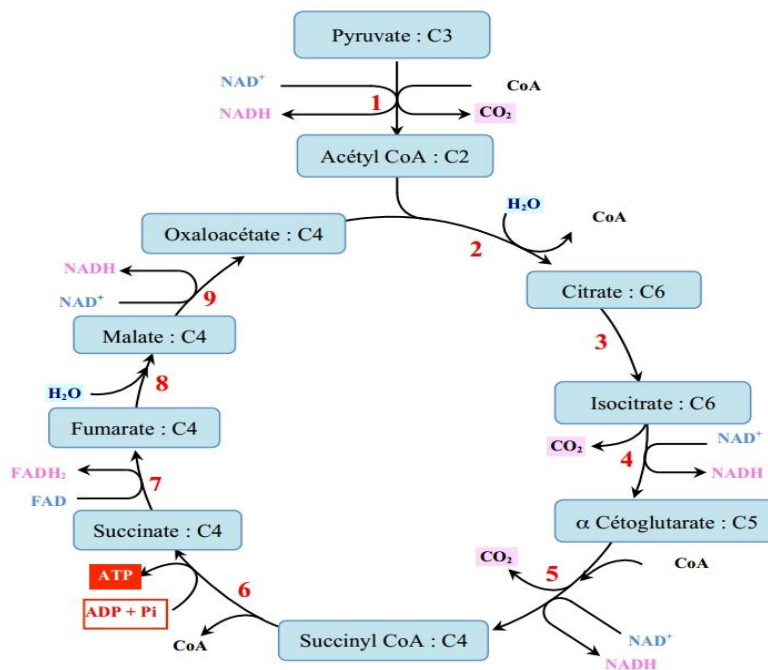 Pyruvate : C3
NAD⁺
CoA
1
NADH
CO₂
Acétyl CoA : C2
H₂O
CoA
Oxaloacétate : C4
2
NADH
Citrate : C6
NAD⁺
9
Malate : C4
3
H₂O
8
Isocitrate : C6
Fumarate : C4
CO₂
NAD⁺
4
FADH₂
NADH
7
FAD
Succinate : C4
α Cétoglutarate : C5
CO₂
5
CoA
ATP
6
ADP + Pi
CoA
Succinyl CoA : C4
NAD⁺
NADH